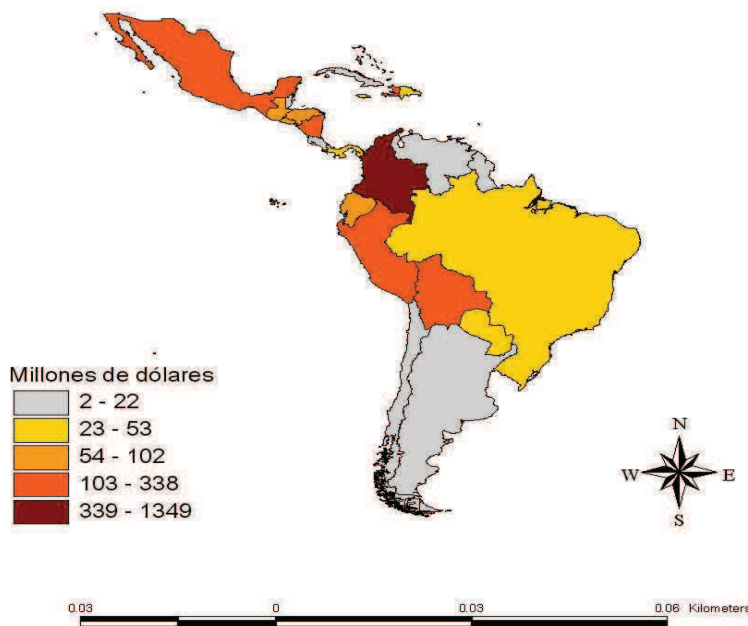 Millones de dólares
2 - 22
23 - 53
54 - 102
103 - 338
339 - 1349
N
W E
S
0.03 0 0.03 0.06 Kilometers